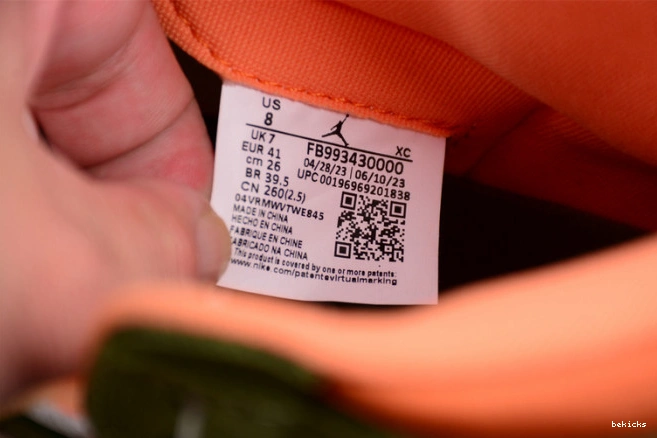 US
8
UK 7
EUR 41
cm 26
BR 39.5
CN 260(2.5)
04VRMWVTWE845
MADE IN CHINA
HECHO EN CHINA
FABRIQUE EN CHINE
FABRICADO NA CHINA
XC
FB993430000
04/28/23 | 06/10/23
UPC 00196969201838
This product is covered by one or more patents:
www.nike.com/patentsvirtualmarking
bekicks